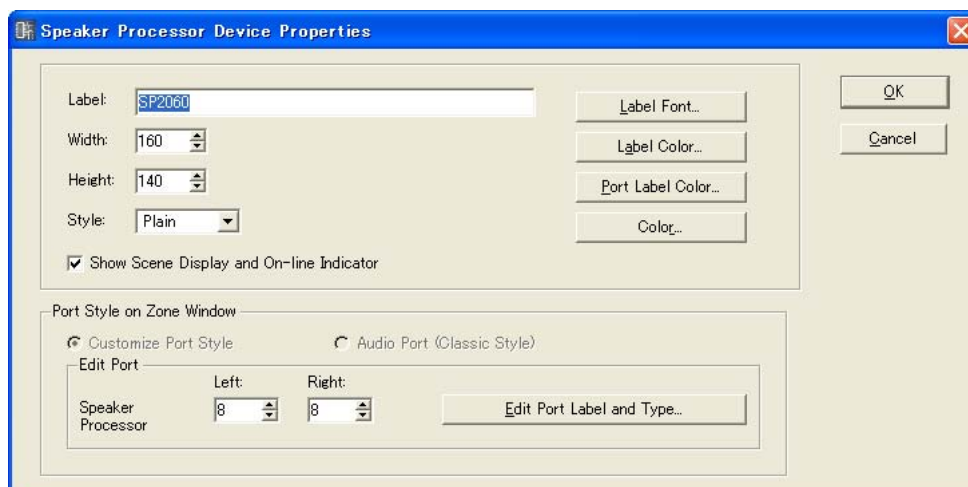 Speaker Processor Device Properties
Label: SP2060
Label Font...
OK
Width: 160
Label Color...
Cancel
Height: 140
Port Label Color...
Style: Plain
Color...
Show Scene Display and On-line Indicator
Port Style on Zone Window
Customize Port Style
Audio Port (Classic Style)
Edit Port
Left: Right:
Speaker Processor
8 8
Edit Port Label and Type...